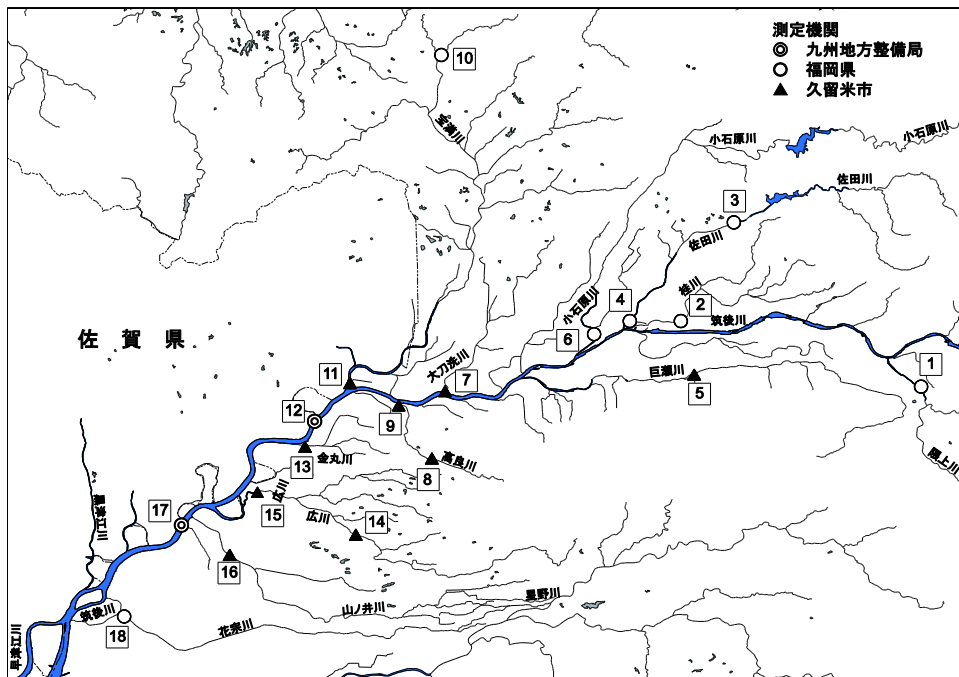 測定機関
◎ 九州地方整備局
○ 福岡県
▲ 久留米市
10
宝満川
小石原川
小石原川
佐田川
3
佐田川
桂川
2
4
小石原川
筑後川
6
佐賀県
11
大刀洗川
7
巨瀬川
5
1
12
9
隈上川
13
金丸川
高良川
8
15
広川
広川
14
17
16
山ノ井川
筑後川
18
花宗川
早津江川